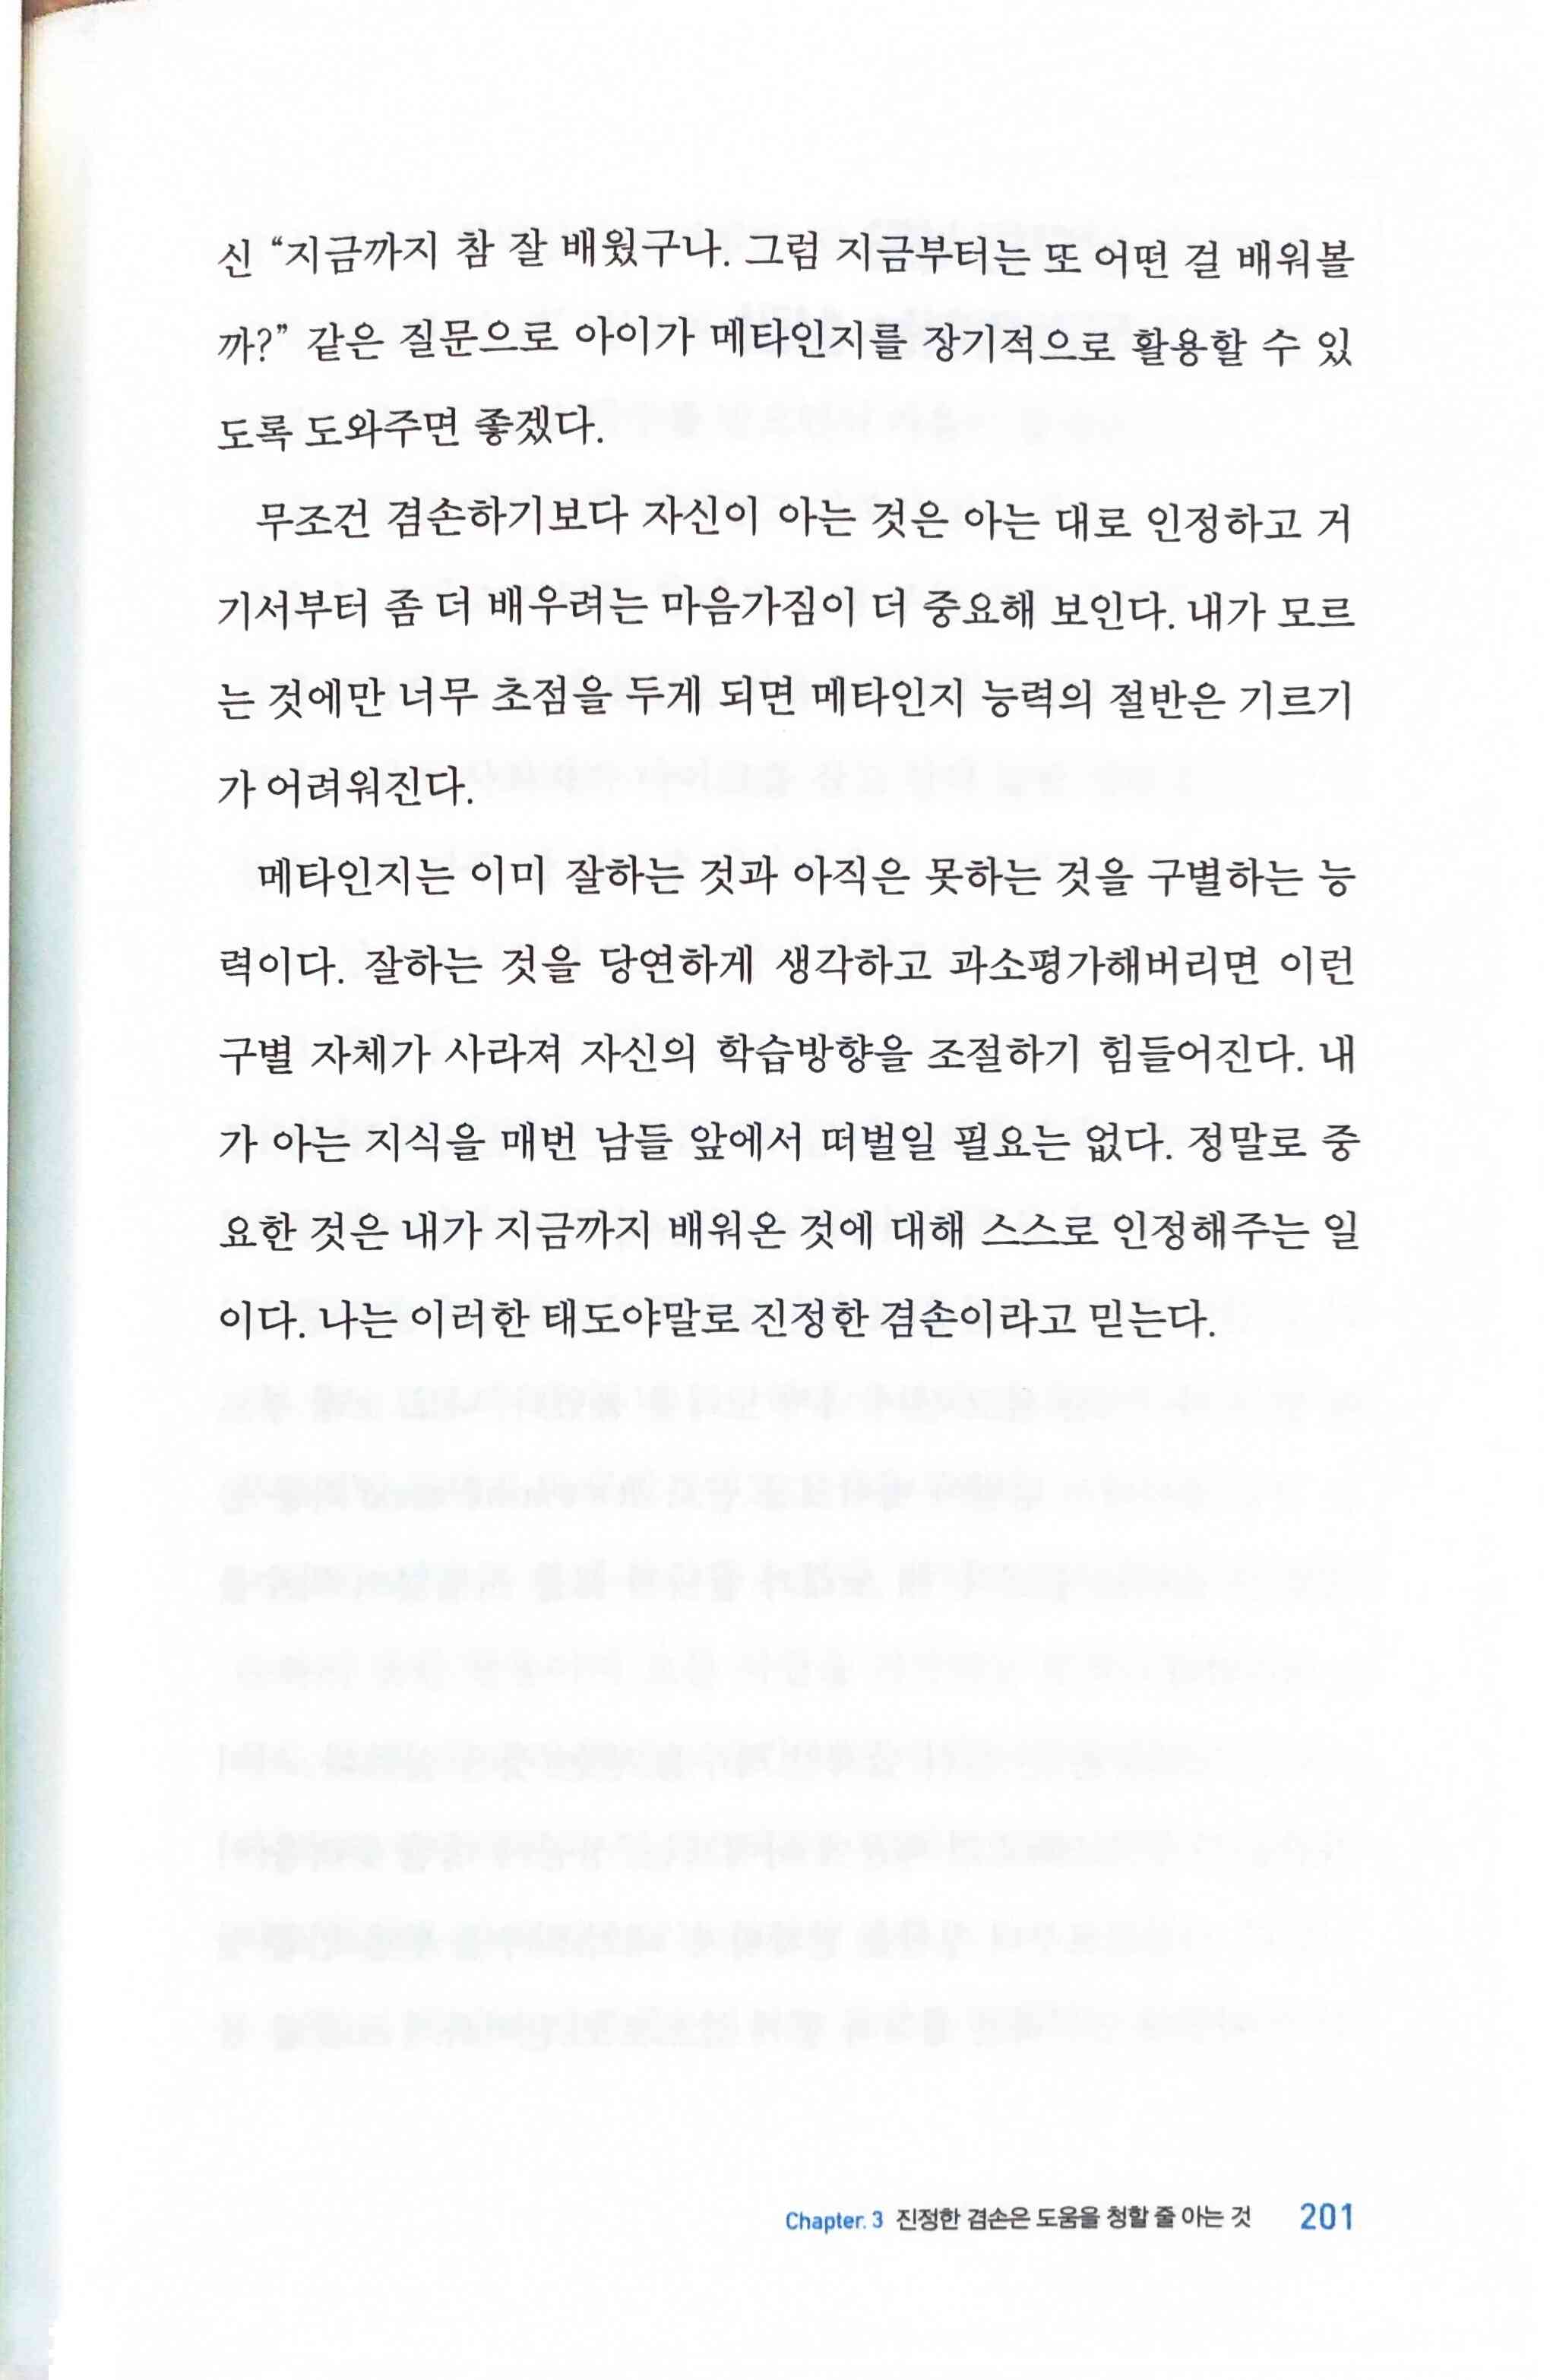 신 “지금까지 참 잘 배웠구나. 그럼 지금부터는 또 어떤 걸 배워볼
까?” 같은 질문으로 아이가 메타인지를 장기적으로 활용할 수 있
도록 도와주면 좋겠다.
무조건 겸손하기보다 자신이 아는 것은 아는 대로 인정하고 거
기서부터 좀 더 배우려는 마음가짐이 더 중요해 보인다. 내가 모르
는 것에만 너무 초점을 두게 되면 메타인지 능력의 절반은 기르기
가 어려워진다.
메타인지는 이미 잘하는 것과 아직은 못하는 것을 구별하는 능
력이다. 잘하는 것을 당연하게 생각하고 과소평가해버리면 이런
구별 자체가 사라져 자신의 학습방향을 조절하기 힘들어진다. 내
가 아는 지식을 매번 남들 앞에서 떠벌일 필요는 없다. 정말로 중
요한 것은 내가 지금까지 배워온 것에 대해 스스로 인정해주는 일
이다. 나는 이러한 태도야말로 진정한 겸손이라고 믿는다.
Chapter. 3 진정한 겸손은 도움을 청할 줄 아는 것 201